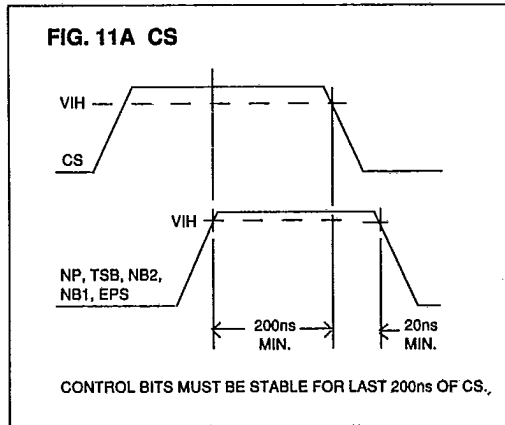 FIG. 11A CS
VIH
CS
VIH
NP, TSB, NB2,
NB1, EPS
200ns
MIN.
20ns
MIN.
CONTROL BITS MUST BE STABLE FOR LAST 200ns OF CS.